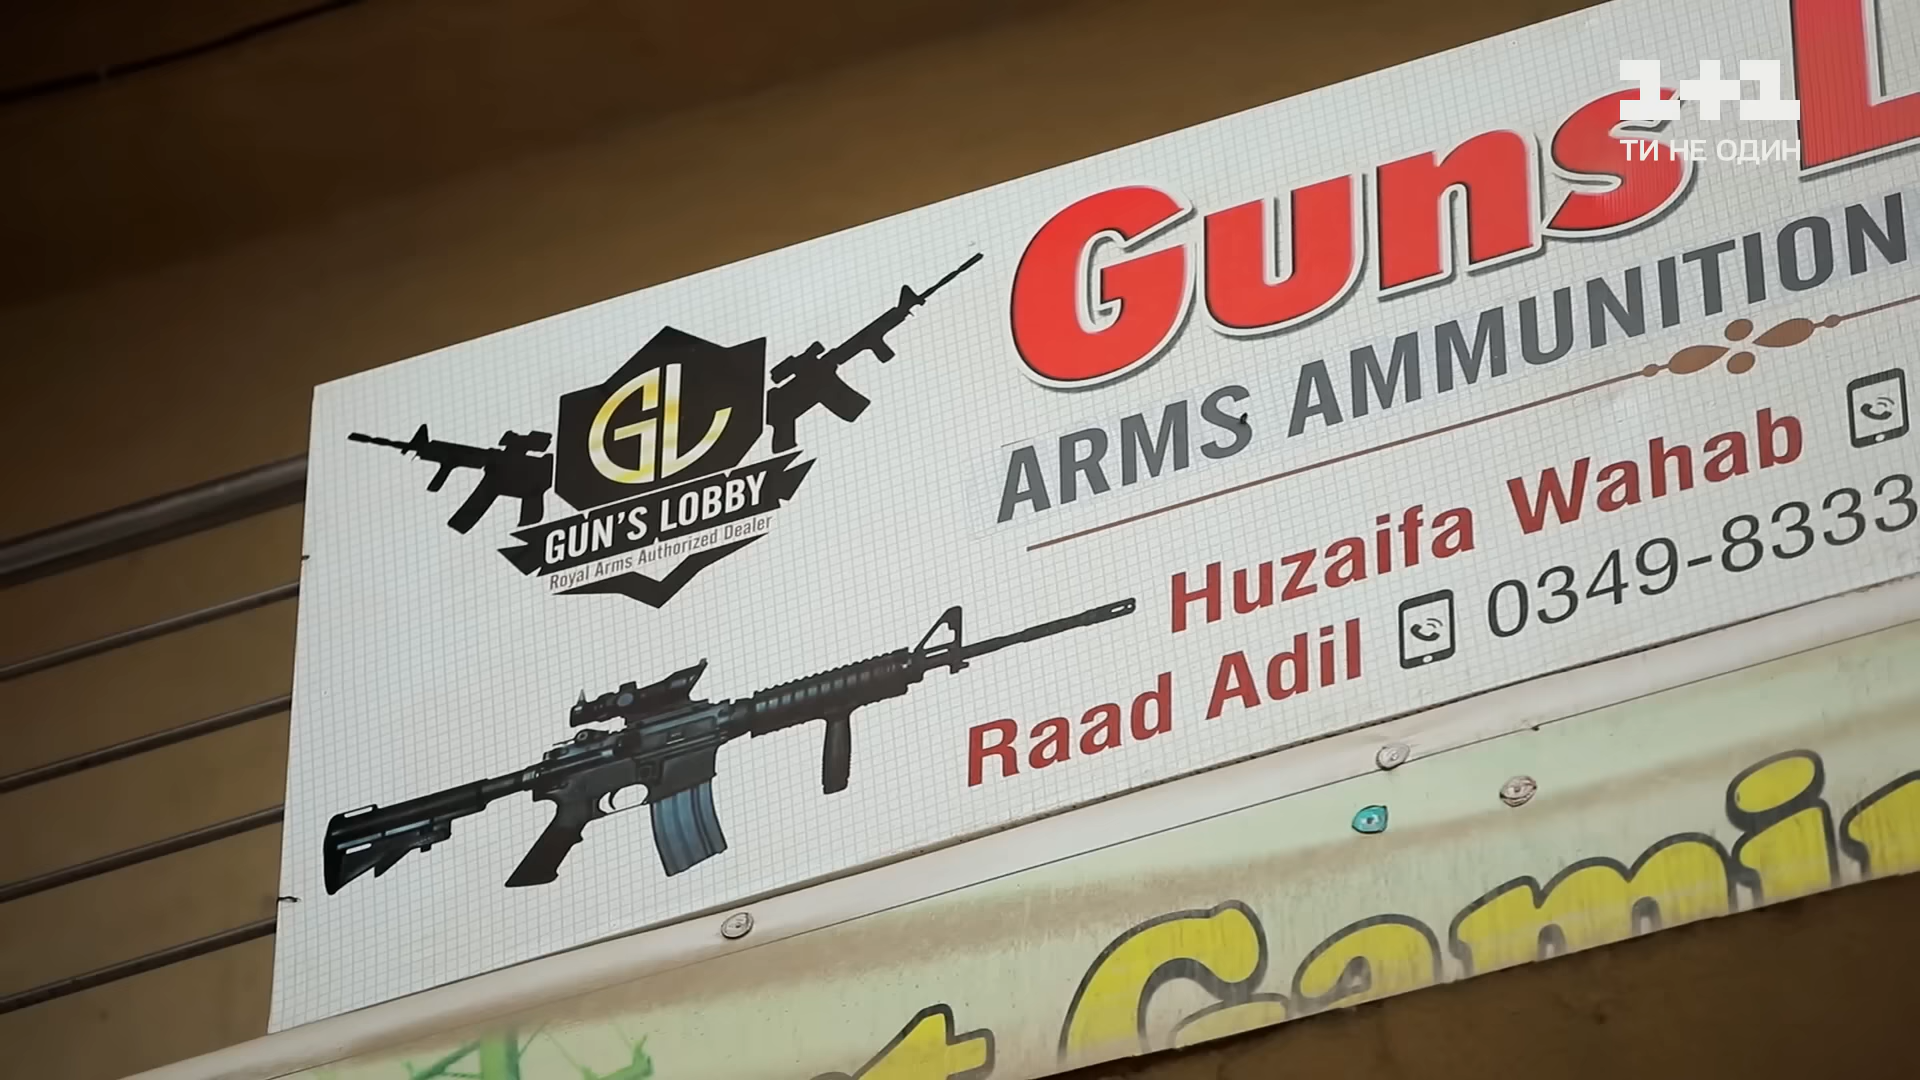 1+1
ТИ НЕ ОДИН
Guns L
ARMS AMMUNITION
GL
GUN'S LOBBY
Royal Arms Authorized Dealer
Huzaifa Wahab
Raad Adil 0349-8333